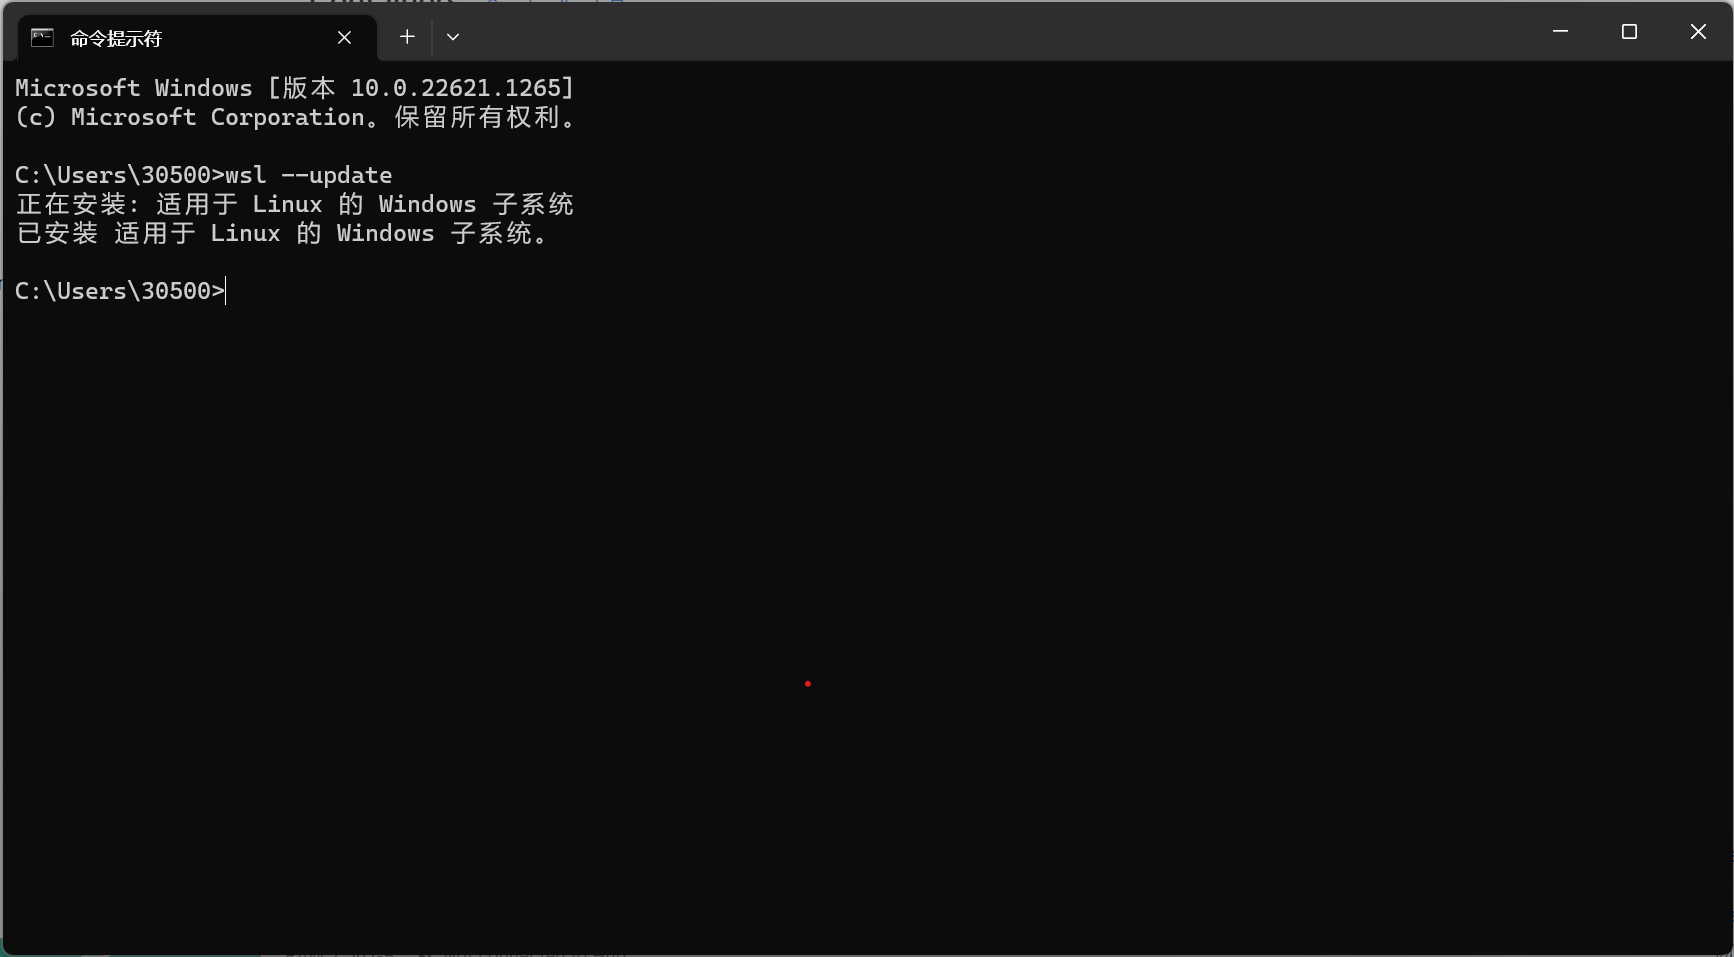 命令提示符
Microsoft Windows [版本 10.0.22621.1265]
(c) Microsoft Corporation。保留所有权利。
C:\Users\30500>wsl --update
正在安装: 适用于 Linux 的 Windows 子系统
已安装 适用于 Linux 的 Windows 子系统。
C:\Users\30500>